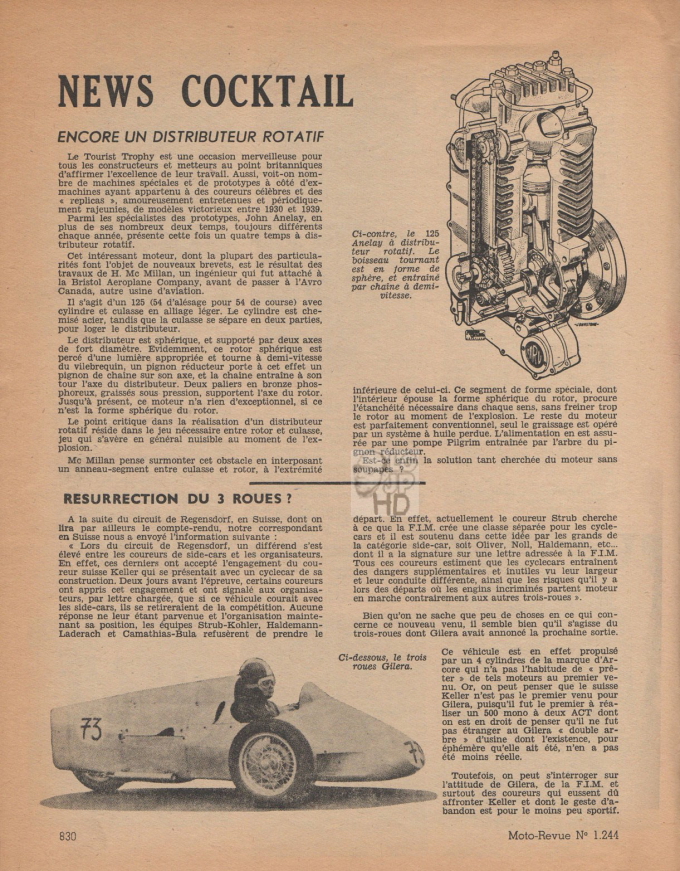 NEWS COCKTAIL
ENCORE UN DISTRIBUTEUR ROTATIF
Le Tourist Trophy est une occasion merveilleuse pour
tous les constructeurs et metteurs au point britanniques
d'affirmer l'excellence de leur travail. Aussi, voit-on nom-
bre de machines spéciales et de prototypes à côté d'ex-
machines ayant appartenu à des coureurs célèbres et des
« replicas », amoureusement entretenues et périodique-
ment rajeunies, de modèles victorieux entre 1930 et 1939.
Parmi les spécialistes des prototypes, John Anelay, en
plus de ses nombreux deux temps, toujours différents
chaque année, présente cette fois un quatre temps à dis-
tributeur rotatif.
Cet intéressant moteur, dont la plupart des particula-
rités font l'objet de nouveaux brevets, est le résultat des
travaux de H. Mc Millan, un ingénieur qui fut attaché à
la Bristol Aeroplane Company, avant de passer à l'Avro
Canada, autre usine d'aviation.
Il s'agit d'un 125 (54 d'alésage pour 54 de course) avec
cylindre et culasse en alliage léger. Le cylindre est che-
misé acier, tandis que la culasse se sépare en deux parties,
pour loger le distributeur.
Le distributeur est sphérique, et supporté par deux axes
de fort diamètre. Evidemment, ce rotor sphérique est
percé d'une lumière appropriée et tourne à demi-vitesse
du vilebrequin, un pignon réducteur porte à cet effet un
pignon de chaîne sur son axe, et la chaîne entraîne à son
tour l'axe du distributeur. Deux paliers en bronze phos-
phoreux, graissés sous pression, supportent l'axe du rotor.
Jusqu'à présent, ce moteur n'a rien d'exceptionnel, si ce
n'est la forme sphérique du rotor.
Le point critique dans la réalisation d'un distributeur
rotatif réside dans le jeu nécessaire entre rotor et culasse,
jeu qui s'avère en général nuisible au moment de l'ex-
plosion.
Mc Millan pense surmonter cet obstacle en interposant
un anneau-segment entre culasse et rotor, à l'extrémité
Ci-contre, le 125
Anelay à distribu-
teur rotatif. Le
boisseau tournant
est en forme de
sphère, et entraîné
par chaîne à demi-
vitesse.
inférieure de celui-ci. Ce segment de forme spéciale, dont
l'intérieur épouse la forme sphérique du rotor, procure
l'étanchéité nécessaire dans chaque sens, sans freiner trop
le rotor au moment de l'explosion. Le reste du moteur
est parfaitement conventionnel, seul le graissage est opéré
par un système à huile perdue. L'alimentation en est assu-
rée par une pompe Pilgrim entraînée par l'arbre du pi-
gnon réducteur.
Est-ce enfin la solution tant cherchée du moteur sans
soupapes ?
HD
RESURRECTION DU 3 ROUES ?
A la suite du circuit de Regensdorf, en Suisse, dont on
lira par ailleurs le compte-rendu, notre correspondant
en Suisse nous a envoyé l'information suivante :
« Lors du circuit de Regensdorf, un différend s'est
élevé entre les coureurs de side-cars et les organisateurs.
En effet, ces derniers ont accepté l'engagement du cou-
reur suisse Keller qui se présentait avec un cyclecar de sa
construction. Deux jours avant l'épreuve, certains coureurs
ont appris cet engagement et ont signalé aux organisa-
teurs, par lettre chargée, que si ce véhicule courait avec
les side-cars, ils se retireraient de la compétition. Aucune
réponse ne leur étant parvenue et l'organisation mainte-
nant sa position, les équipes Strub-Kohler, Haldemann-
Laderach et Camathias-Bula refusèrent de prendre le
départ. En effet, actuellement le coureur Strub cherche
à ce que la F.I.M. crée une classe séparée pour les cycle-
cars et il est soutenu dans cette idée par les grands de
la catégorie side-car, soit Oliver, Noll, Haldemann, etc...
dont il a la signature sur une lettre adressée à la F.I.M.
Tous ces coureurs estiment que les cyclecars entraînent
des dangers supplémentaires et inutiles vu leur largeur
et leur conduite différente, ainsi que les risques qu'il y a
lors des départs où les engins incriminés partent moteur
en marche contrairement aux autres trois-roues ».
Bien qu'on ne sache que peu de choses en ce qui con-
cerne ce nouveau venu, il semble bien qu'il s'agisse du
trois-roues dont Gilera avait annoncé la prochaine sortie.
Ci-dessous, le trois
roues Gilera.
Ce véhicule est en effet propulsé
par un 4 cylindres de la marque d'Ar-
core qui n'a pas l'habitude de « prê-
ter » de tels moteurs au premier ve-
nu. Or, on peut penser que le suisse
Keller n'est pas le premier venu pour
Gilera, puisqu'il fut le premier à réa-
liser un 500 mono à deux ACT dont
on est en droit de penser qu'il ne fut
pas étranger au Gilera « double ar-
bre » d'usine dont l'existence, pour
éphémère qu'elle ait été, n'en a pas
été moins réelle.
Toutefois, on peut s'interroger sur
l'attitude de Gilera, de la F.I.M. et
surtout des coureurs qui eussent dû
affronter Keller et dont le geste d'a-
bandon est pour le moins peu sportif.
73
830
Moto-Revue N° 1.244